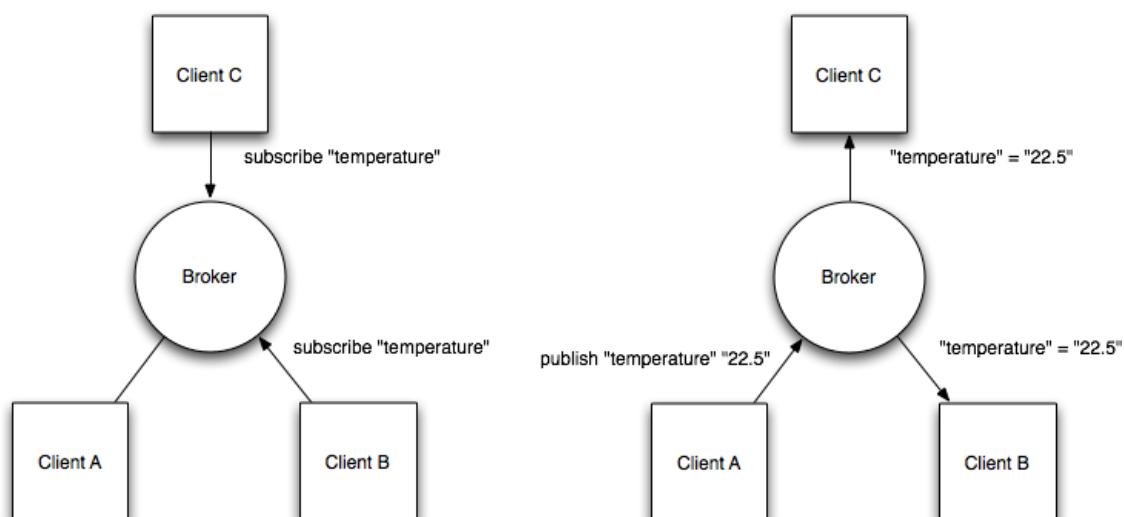 Client C
subscribe "temperature"
Broker
subscribe "temperature"
Client A
Client B
Client C
"temperature" = "22.5"
Broker
publish "temperature" "22.5"
"temperature" = "22.5"
Client A
Client B